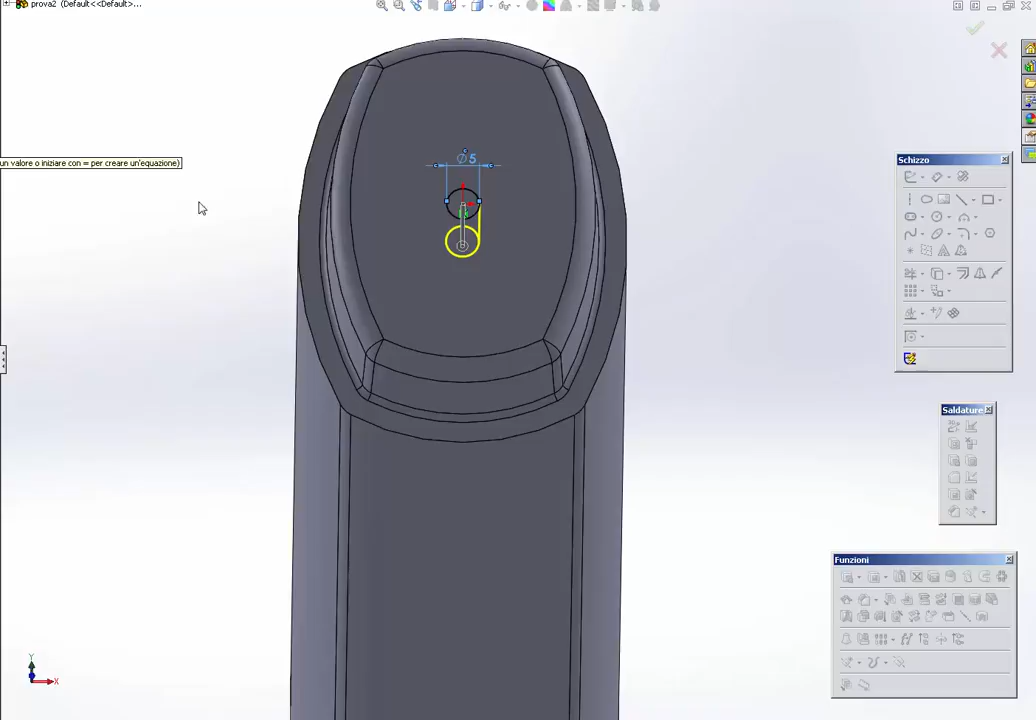 prova2 (Default<<Default>...
un valore o iniziare con = per creare un'equazione)
Ø5
Schizzo
Saldature
Funzioni
Y
X